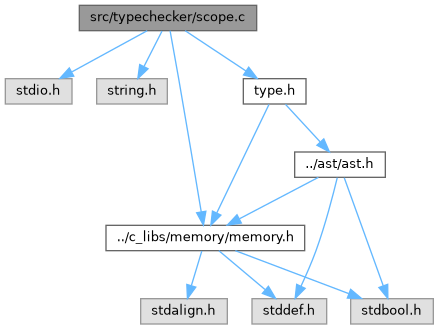 src/typechecker/scope.c
stdio.h
string.h
type.h
../ast/ast.h
../c_libs/memory/memory.h
stdalign.h
stddef.h
stdbool.h